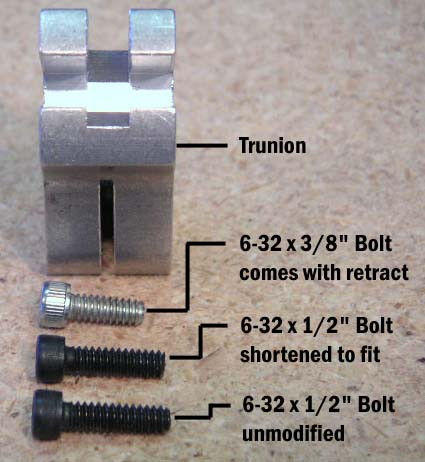 Trunion
6-32 x 3/8" Bolt
comes with retract
6-32 x 1/2" Bolt
shortened to fit
6-32 x 1/2" Bolt
unmodified